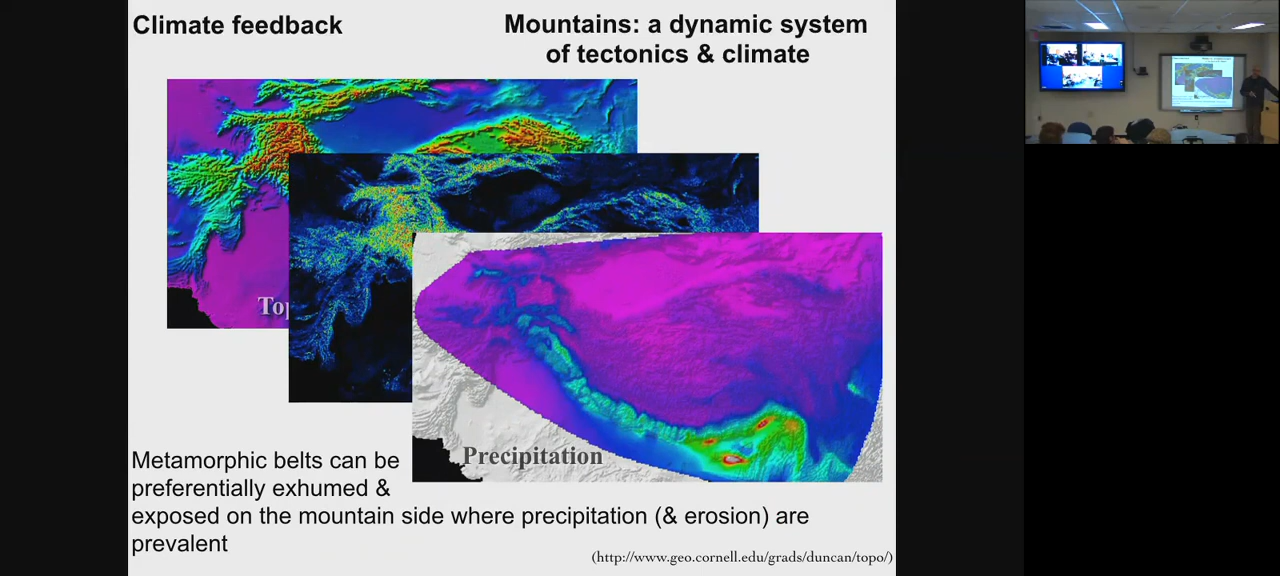 Climate feedback
Mountains: a dynamic system
of tectonics & climate
To
Precipitation
Metamorphic belts can be
preferentially exhumed &
exposed on the mountain side where precipitation (& erosion) are
prevalent
(http://www.geo.cornell.edu/grads/duncan/topo/)